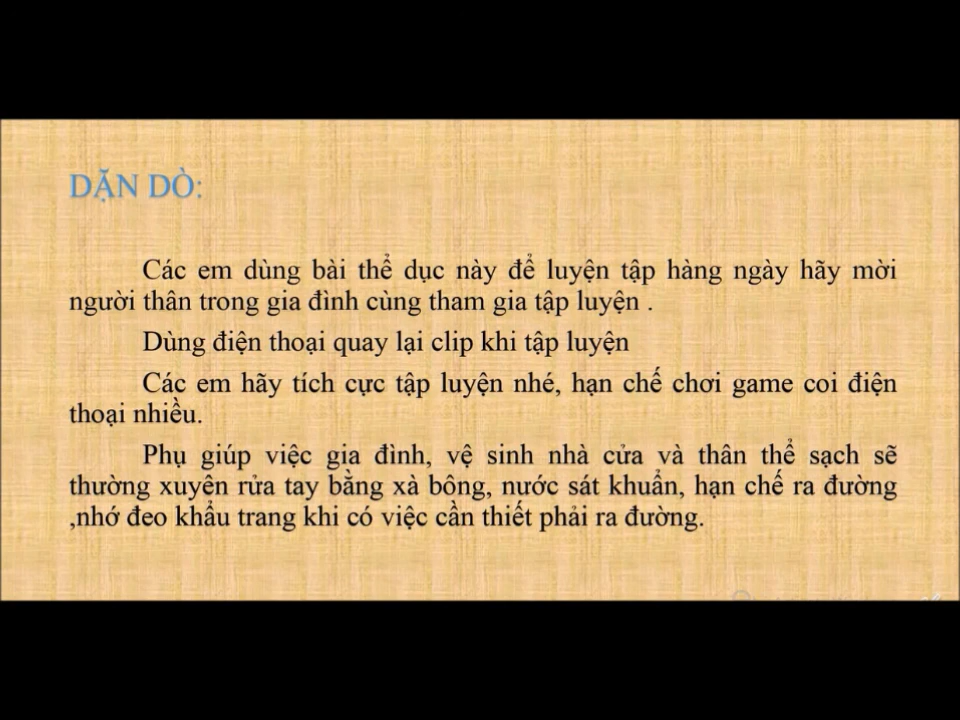 DẶN DÒ:
Các em dùng bài thể dục này để luyện tập hàng ngày hãy mời
người thân trong gia đình cùng tham gia tập luyện .
Dùng điện thoại quay lại clip khi tập luyện
Các em hãy tích cực tập luyện nhé, hạn chế chơi game coi điện
thoại nhiều.
Phụ giúp việc gia đình, vệ sinh nhà cửa và thân thể sạch sẽ
thường xuyên rửa tay bằng xà bông, nước sát khuẩn, hạn chế ra đường
,nhớ đeo khẩu trang khi có việc cần thiết phải ra đường.